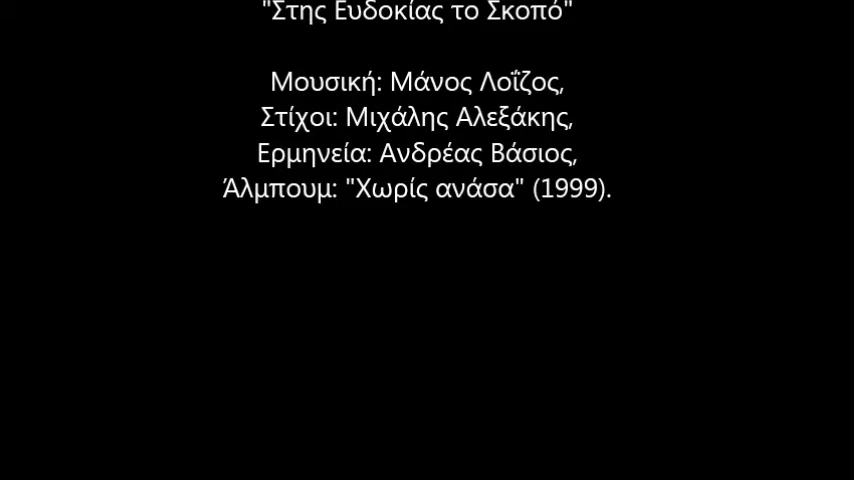 "Στης Ευδοκίας το Σκοπό"
Μουσική: Μάνος Λοΐζος,
Στίχοι: Μιχάλης Αλεξάκης,
Ερμηνεία: Ανδρέας Βάσιος,
Άλμπουμ: "Χωρίς ανάσα" (1999).